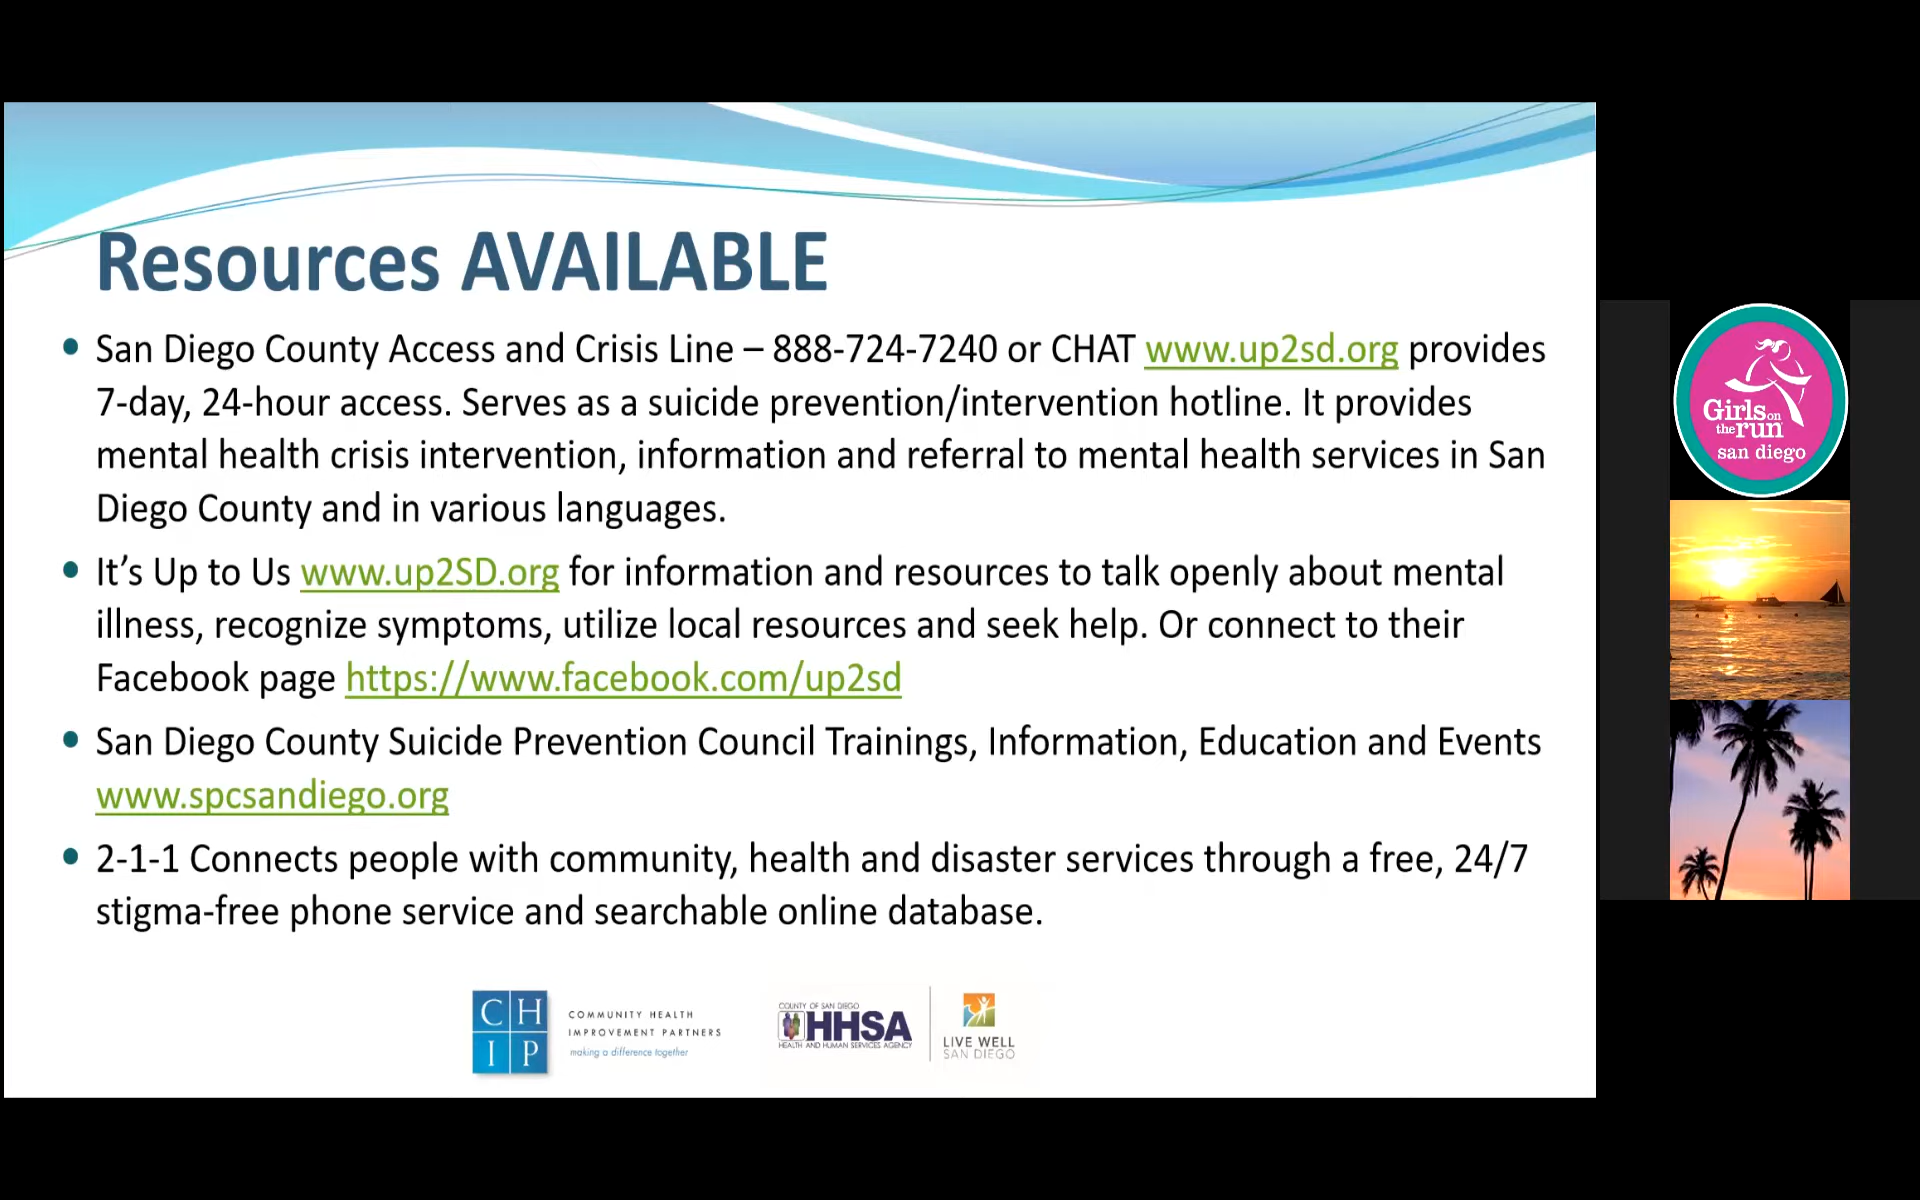 Resources AVAILABLE
San Diego County Access and Crisis Line – 888-724-7240 or CHAT www.up2sd.org provides
7-day, 24-hour access. Serves as a suicide prevention/intervention hotline. It provides
mental health crisis intervention, information and referral to mental health services in San
Diego County and in various languages.
It’s Up to Us www.up2SD.org for information and resources to talk openly about mental
illness, recognize symptoms, utilize local resources and seek help. Or connect to their
Facebook page https://www.facebook.com/up2sd
San Diego County Suicide Prevention Council Trainings, Information, Education and Events
www.spcsandiego.org
2-1-1 Connects people with community, health and disaster services through a free, 24/7
stigma-free phone service and searchable online database.
CH
IP
COMMUNITY HEALTH
IMPROVEMENT PARTNERS
making a difference together
COUNTY OF SAN DIEGO
HHSA
HEALTH AND HUMAN SERVICES AGENCY
LIVE WELL
SAN DIEGO
Girls on
the run
san diego